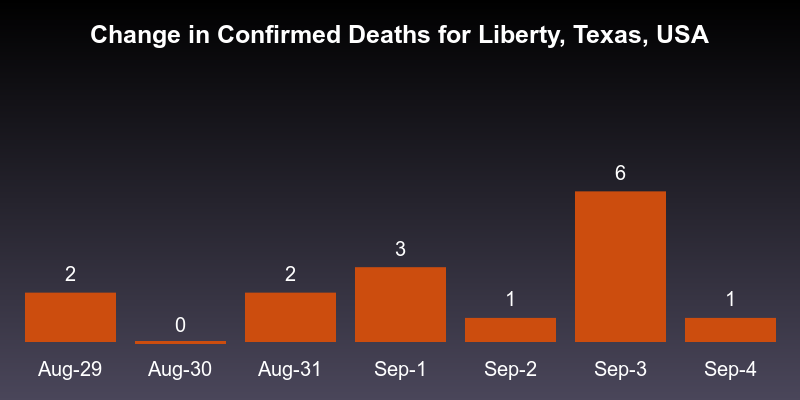 Change in Confirmed Deaths for Liberty, Texas, USA
2
0
2
3
1
6
1
Aug-29
Aug-30
Aug-31
Sep-1
Sep-2
Sep-3
Sep-4